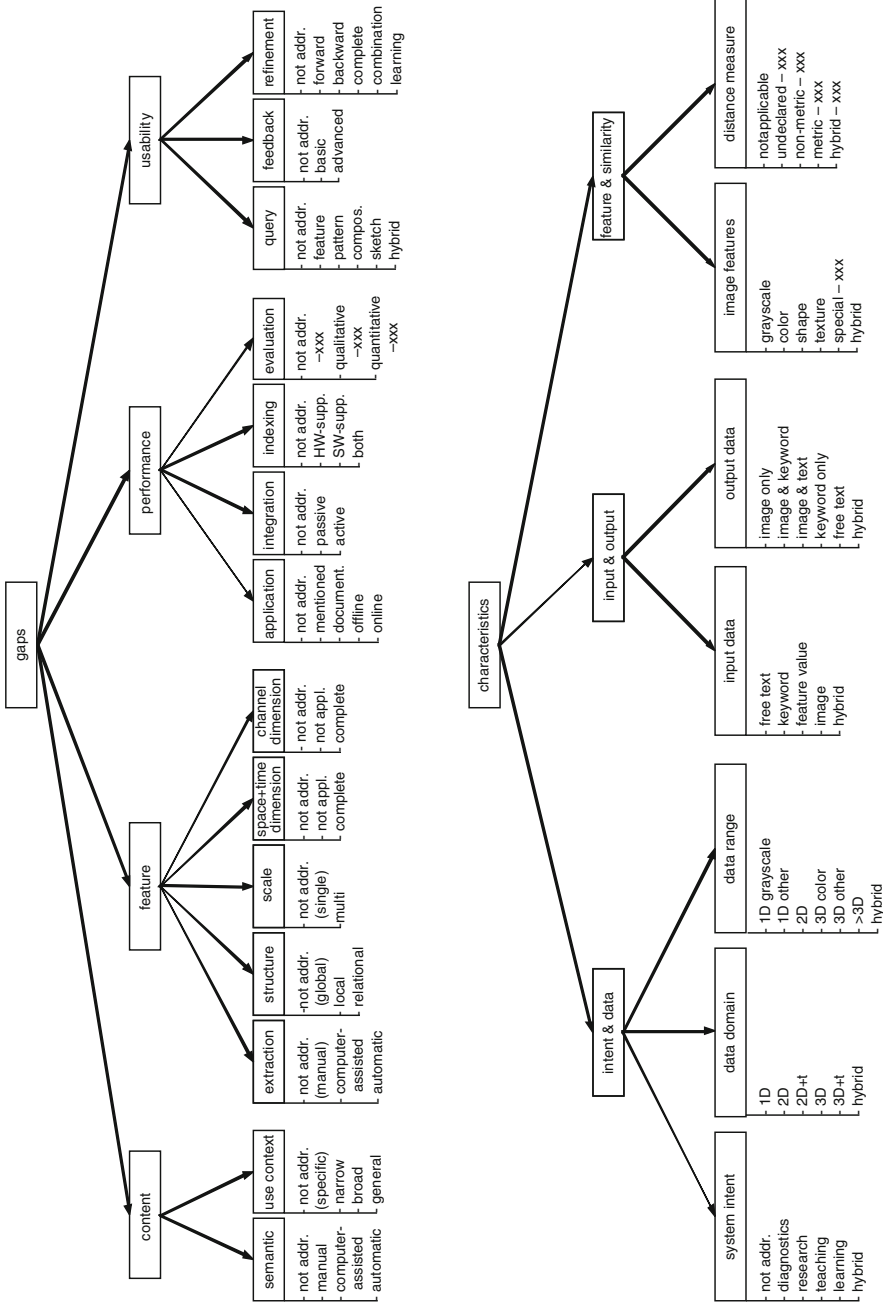 gaps
content
feature
performance
usability
semantic
not addr.
manual
computer-
assisted
automatic
use context
not addr.
(specific)
narrow
broad
general
extraction
not addr.
(manual)
computer-
assisted
automatic
structure
not addr.
(global)
local
relational
scale
not addr.
(single)
multi
space+time
dimension
not addr.
not appl.
complete
channel
dimension
not addr.
not appl.
complete
application
not addr.
mentioned
document.
offline
online
integration
not addr.
passive
active
indexing
not addr.
HW-supp.
SW-supp.
both
evaluation
not addr.
–xxx
qualitative
–xxx
quantitative
–xxx
query
not addr.
feature
pattern
compos.
sketch
hybrid
feedback
not addr.
basic
advanced
refinement
not addr.
forward
backward
complete
combination
learning
characteristics
intent & data
input & output
feature & similarity
system intent
not addr.
diagnostics
research
teaching
learning
hybrid
data domain
1D
2D
2D+t
3D
3D+t
hybrid
data range
1D grayscale
1D other
2D
3D color
3D other
>3D
hybrid
input data
free text
keyword
feature value
image
hybrid
output data
image only
image & keyword
image & text
keyword only
free text
hybrid
image features
grayscale
color
shape
texture
special – xxx
hybrid
distance measure
notapplicable
undeclared – xxx
non-metric – xxx
metric – xxx
hybrid – xxx